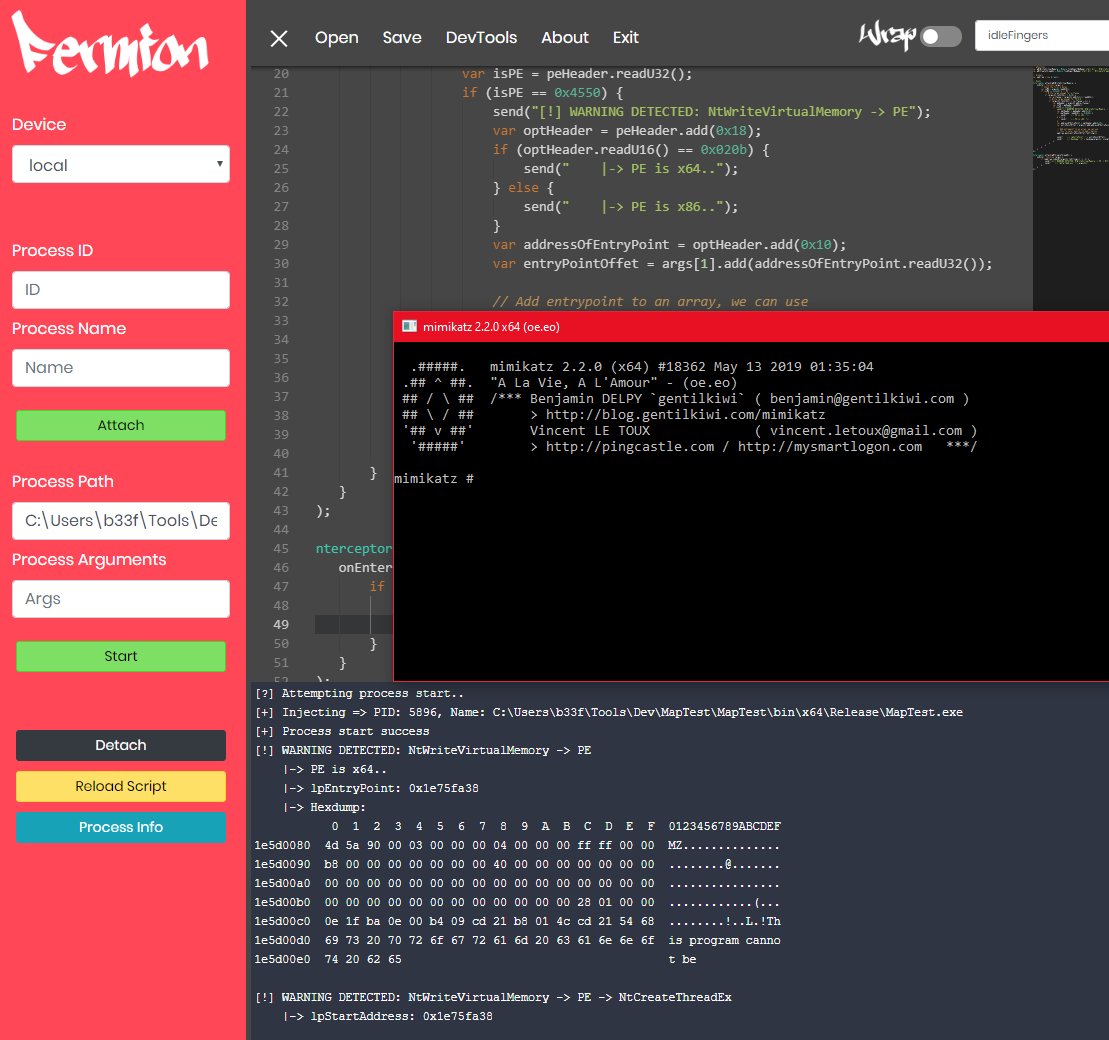 Fermion
Device
local
Process ID
ID
Process Name
Name
Attach
Process Path
C:\Users\b33f\Tools\De
Process Arguments
Args
Start
Detach
Reload Script
Process Info
Open Save DevTools About Exit
Wrap
idleFingers
20 var isPE = peHeader.readU32();
21 if (isPE == 0x4550) {
22 send("[!] WARNING DETECTED: NtWriteVirtualMemory -> PE");
23 var optHeader = peHeader.add(0x18);
24 if (optHeader.readU16() == 0x020b) {
25 send("    |-> PE is x64..");
26 } else {
27 send("    |-> PE is x86..");
28 }
29 var addressOfEntryPoint = optHeader.add(0x10);
30 var entryPointOffet = args[1].add(addressOfEntryPoint.readU32());
31
32 // Add entrypoint to an array, we can use
33
34
35
36
37
38
39
40
41 }
42 }
43 );
44
45 nterceptor
46 onEnter
47 if
48
49
50 }
51 }
52 );
mimikatz 2.2.0 x64 (oe.eo)
  .#####.   mimikatz 2.2.0 (x64) #18362 May 13 2019 01:35:04
 .## ^ ##.  "A La Vie, A L'Amour" - (oe.eo)
 ## / \ ##  /*** Benjamin DELPY `gentilkiwi` ( benjamin@gentilkiwi.com )
 ## \ / ##       > http://blog.gentilkiwi.com/mimikatz
 '## v ##'       Vincent LE TOUX             ( vincent.letoux@gmail.com )
  '#####'        > http://pingcastle.com / http://mysmartlogon.com   ***/
mimikatz #
[?] Attempting process start..
[+] Injecting => PID: 5896, Name: C:\Users\b33f\Tools\Dev\MapTest\MapTest\bin\x64\Release\MapTest.exe
[+] Process start success
[!] WARNING DETECTED: NtWriteVirtualMemory -> PE
    |-> PE is x64..
    |-> lpEntryPoint: 0x1e75fa38
    |-> Hexdump:
           0  1  2  3  4  5  6  7  8  9  A  B  C  D  E  F  0123456789ABCDEF
1e5d0080  4d 5a 90 00 03 00 00 00 04 00 00 00 ff ff 00 00  MZ..............
1e5d0090  b8 00 00 00 00 00 00 00 40 00 00 00 00 00 00 00  ........@.......
1e5d00a0  00 00 00 00 00 00 00 00 00 00 00 00 00 00 00 00  ................
1e5d00b0  00 00 00 00 00 00 00 00 00 00 00 00 28 01 00 00  ............(...
1e5d00c0  0e 1f ba 0e 00 b4 09 cd 21 b8 01 4c cd 21 54 68  ........!..L.!Th
1e5d00d0  69 73 20 70 72 6f 67 72 61 6d 20 63 61 6e 6e 6f  is program canno
1e5d00e0  74 20 62 65                                      t be
[!] WARNING DETECTED: NtWriteVirtualMemory -> PE -> NtCreateThreadEx
    |-> lpStartAddress: 0x1e75fa38